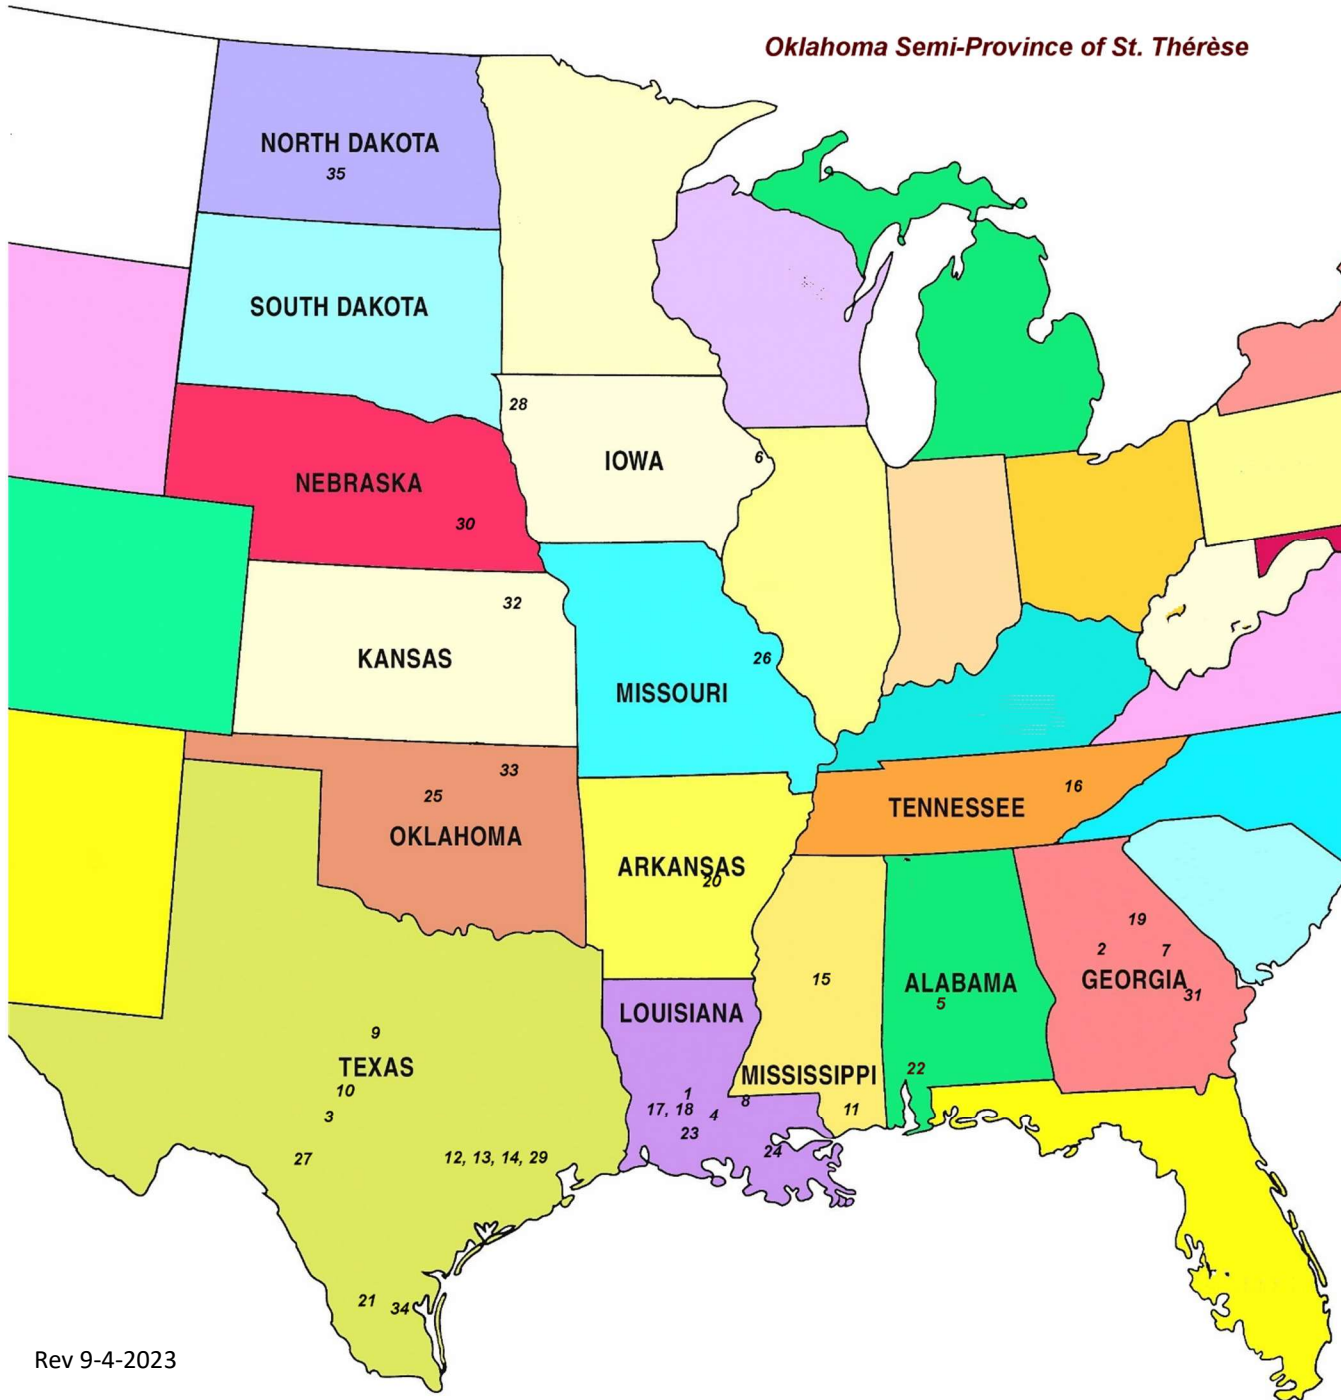 Oklahoma Semi-Province of St. Thérèse
NORTH DAKOTA
35
SOUTH DAKOTA
28
IOWA
6
NEBRASKA
30
32
KANSAS
26
MISSOURI
33
25
OKLAHOMA
16
TENNESSEE
ARKANSAS
20
19
2
7
15
ALABAMA
5
GEORGIA
31
LOUISIANA
9
TEXAS
MISSISSIPPI
22
10
1
8
3
17, 18
4
11
23
27
12, 13, 14, 29
24
21
34
Rev 9-4-2023